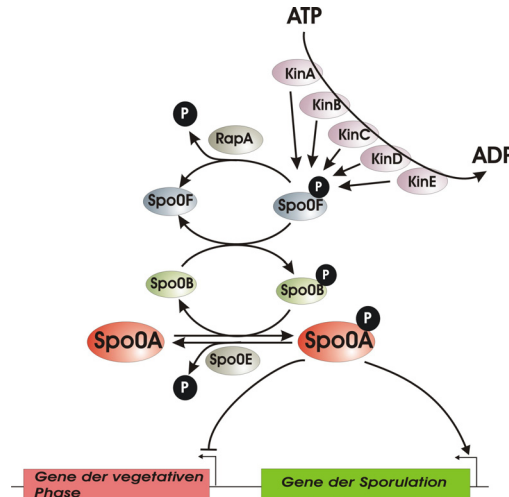 ATP
KinA
KinB
KinC
KinD
KinE
ADP
P
RapA
P
Spo0F
Spo0F
Spo0B
Spo0B
P
Spo0A
Spo0A
P
Spo0E
P
Gene der vegetativen
Phase
Gene der Sporulation